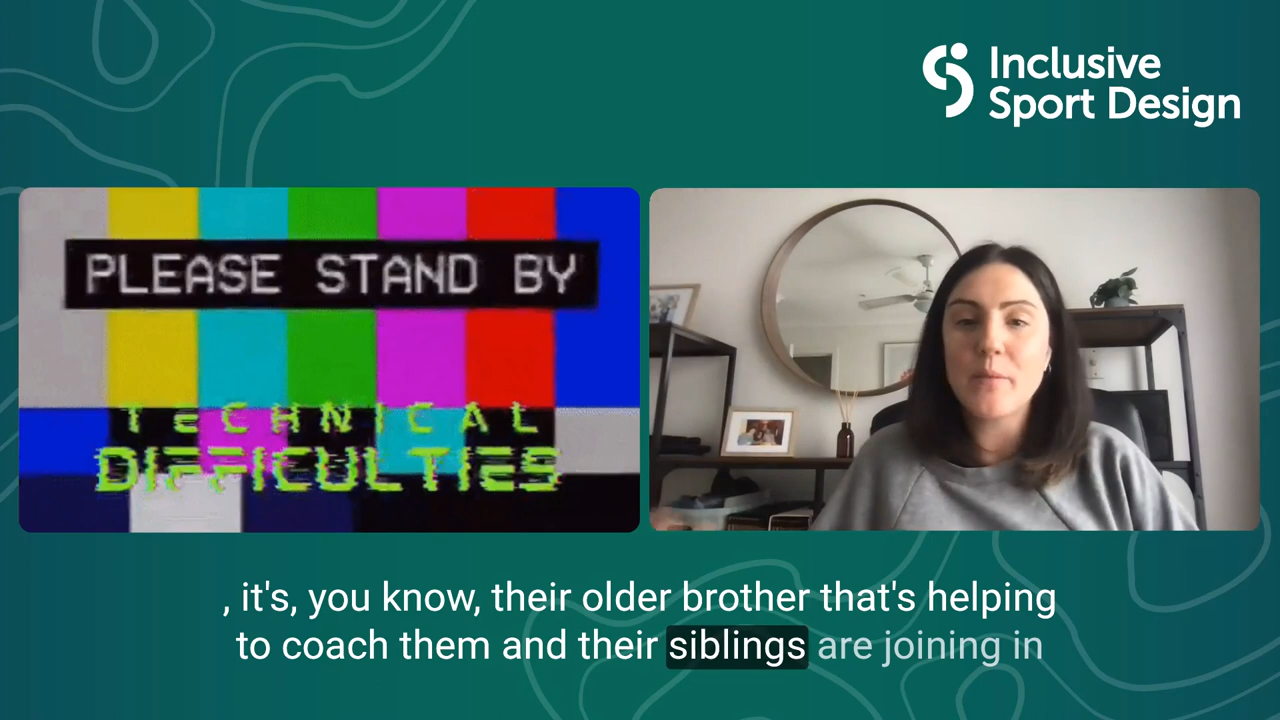 Inclusive
Sport Design
PLEASE STAND BY
TECHNICAL
DIFFICULTIES
, it's, you know, their older brother that's helping
to coach them and their siblings are joining in